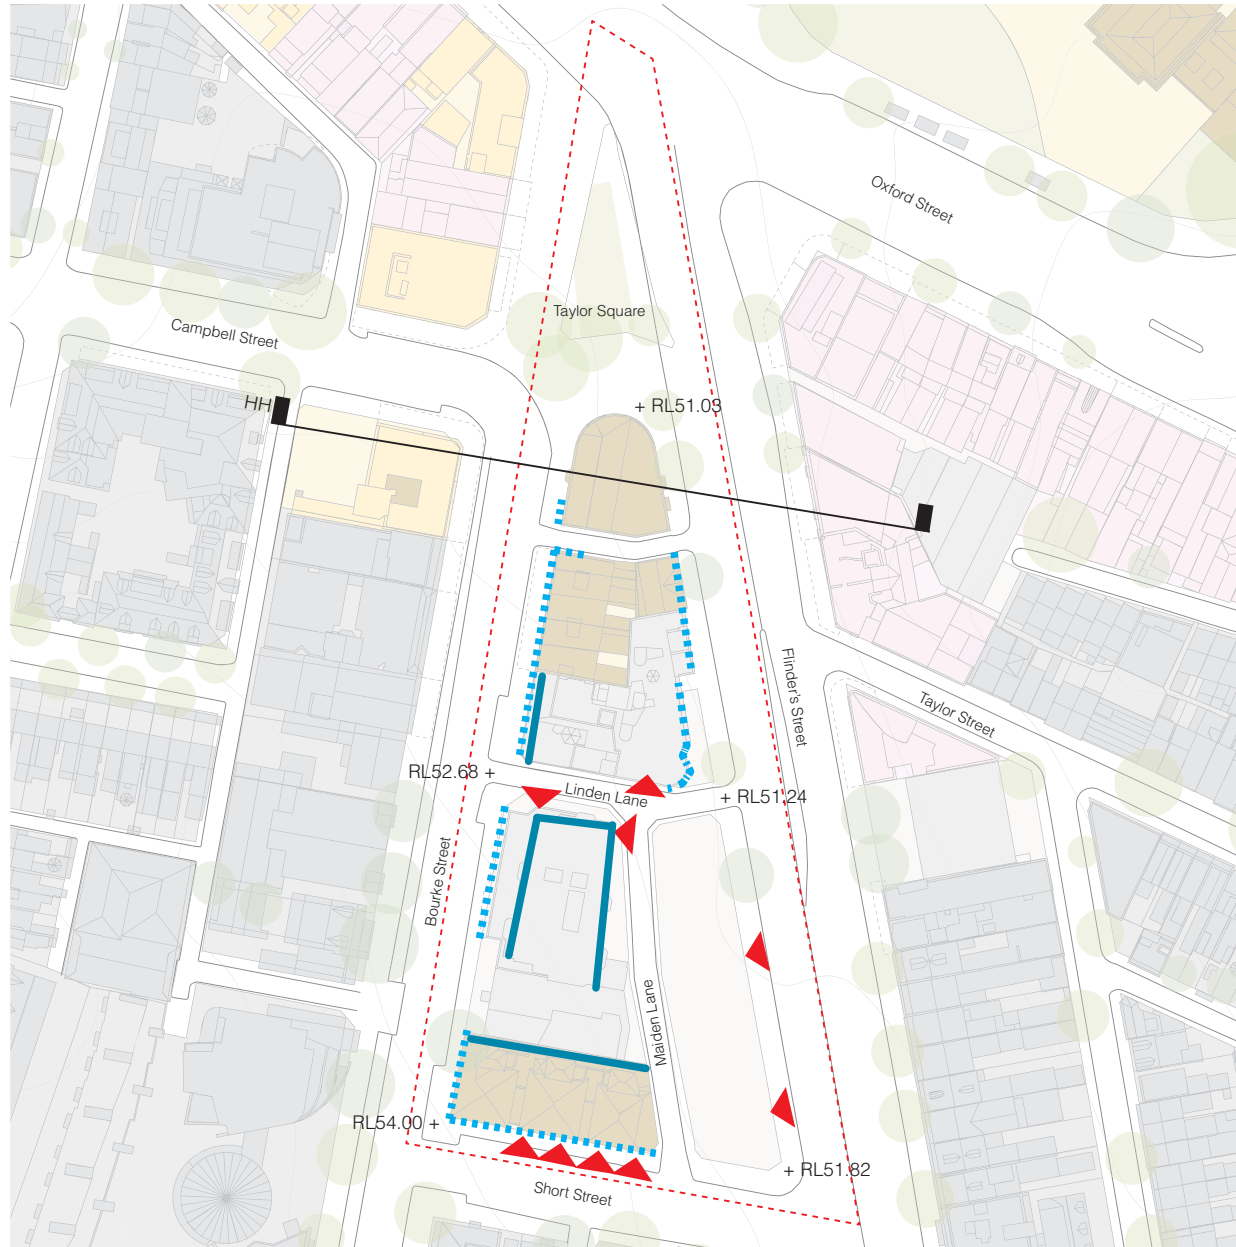 Oxford Street
Taylor Square
Campbell Street
HH
+ RL51.03
Flinder's Street
Taylor Street
RL52.68 +
Linden Lane
+ RL51.24
Bourke Street
Maiden Lane
RL54.00 +
+ RL51.82
Short Street